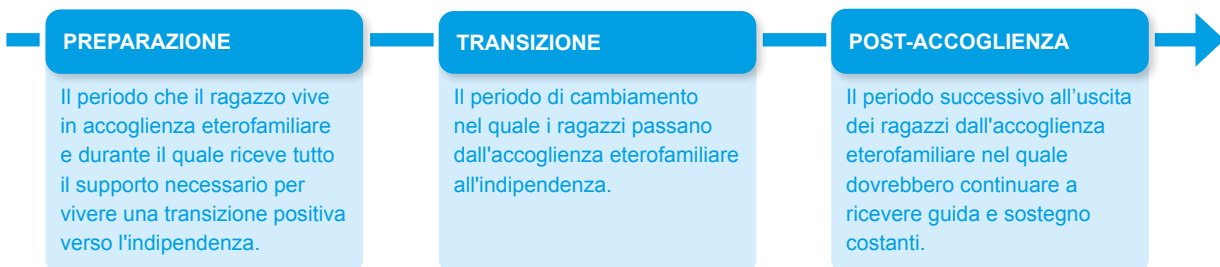 PREPARAZIONE
Il periodo che il ragazzo vive
in accoglienza eterofamiliare
e durante il quale riceve tutto
il supporto necessario per
vivere una transizione positiva
verso l'indipendenza.
TRANSIZIONE
Il periodo di cambiamento
nel quale i ragazzi passano
dall'accoglienza eterofamiliare
all'indipendenza.
POST-ACCOGLIENZA
Il periodo successivo all’uscita
dei ragazzi dall'accoglienza
eterofamiliare nel quale
dovrebbero continuare a
ricevere guida e sostegno
costanti.